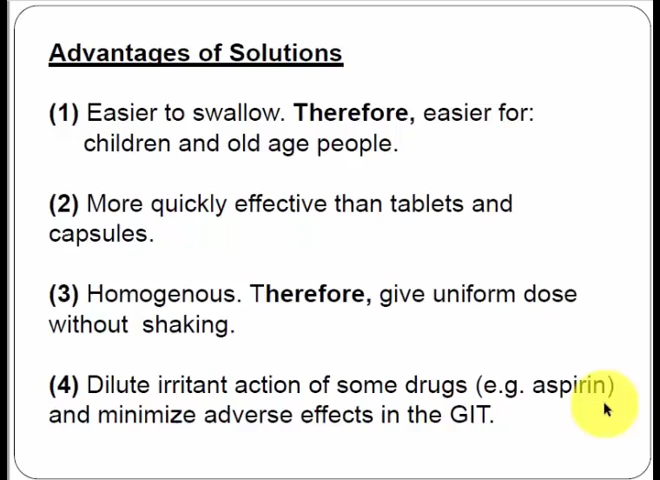 Advantages of Solutions
(1) Easier to swallow. Therefore, easier for:
children and old age people.
(2) More quickly effective than tablets and
capsules.
(3) Homogenous. Therefore, give uniform dose
without shaking.
(4) Dilute irritant action of some drugs (e.g. aspirin)
and minimize adverse effects in the GIT.